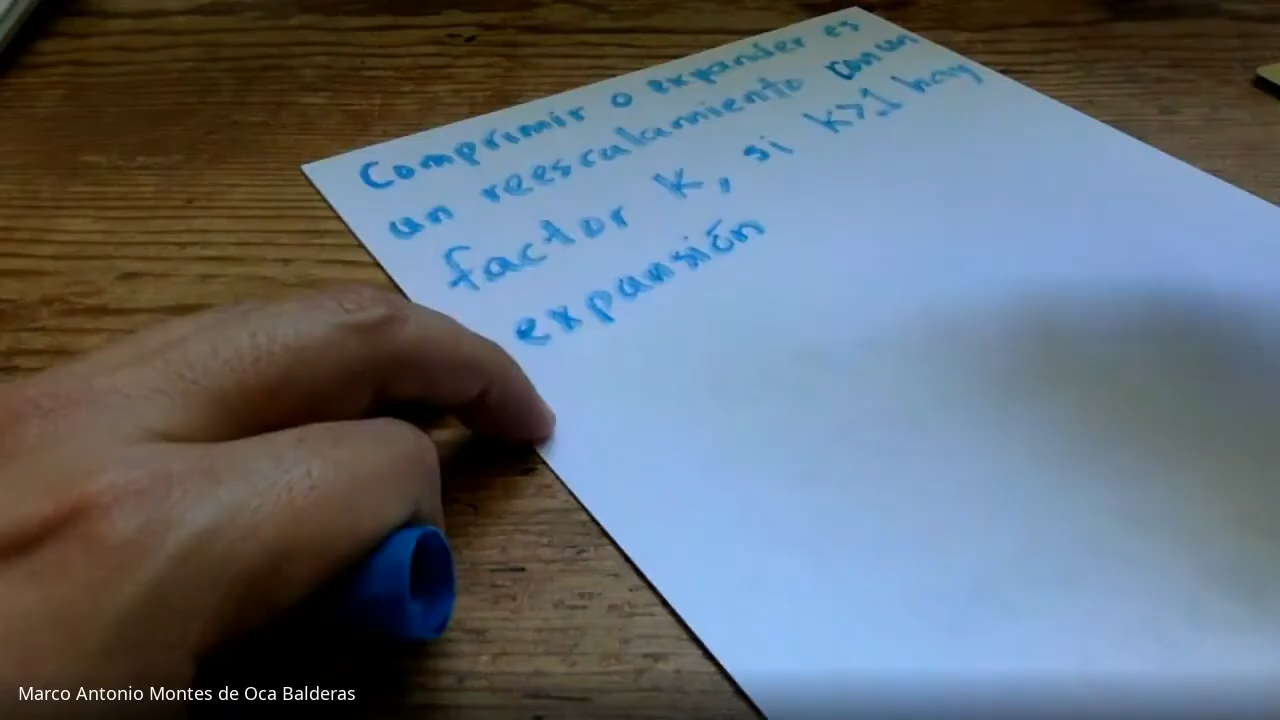 Comprimir o expander es
un reescalamiento con un
factor k, si k>1 hay
expansión
Marco Antonio Montes de Oca Balderas